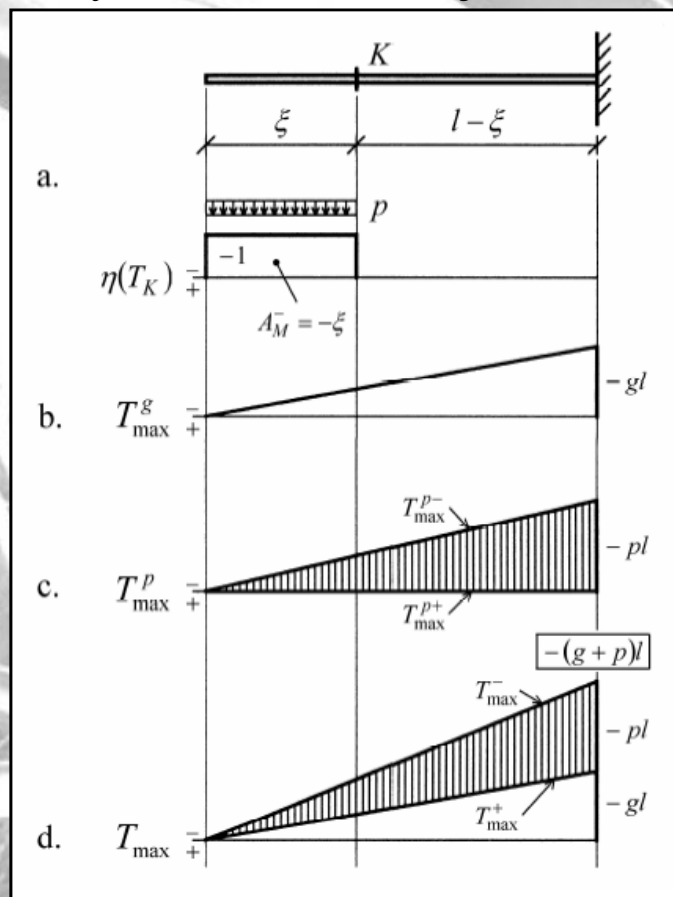 K
ξ l – ξ
a.
p
–1
η(T_K) – +
A_M^– = –ξ
– gl
b. T_max^g – +
T_max^p–
– pl
c. T_max^p – +
T_max^p+
–(g + p)l
T_max^–
– pl
– gl
T_max^+
d. T_max – +